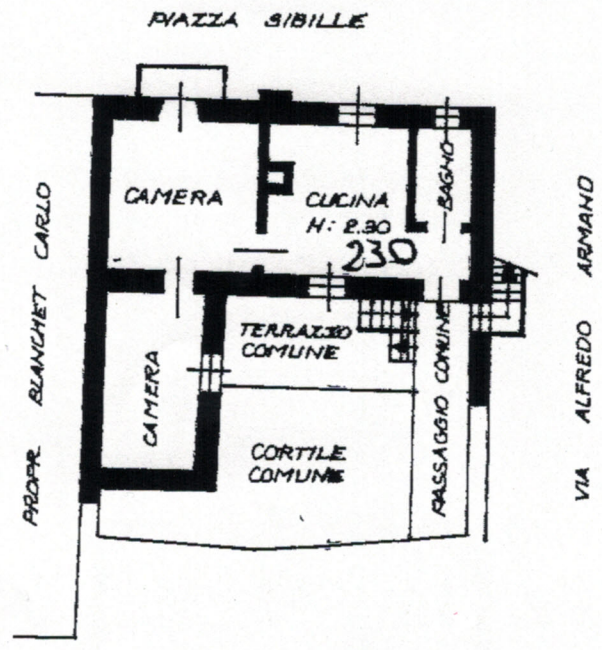 PIAZZA SIBILLE
CAMERA
CUCINA
H: 2.30
230
BAGNO
TERRAZZO
COMUNE
CAMERA
CORTILE
COMUNE
PASSAGGIO COMUNE
PROPR. BLANCHET CARLO
VIA ALFREDO ARMAND